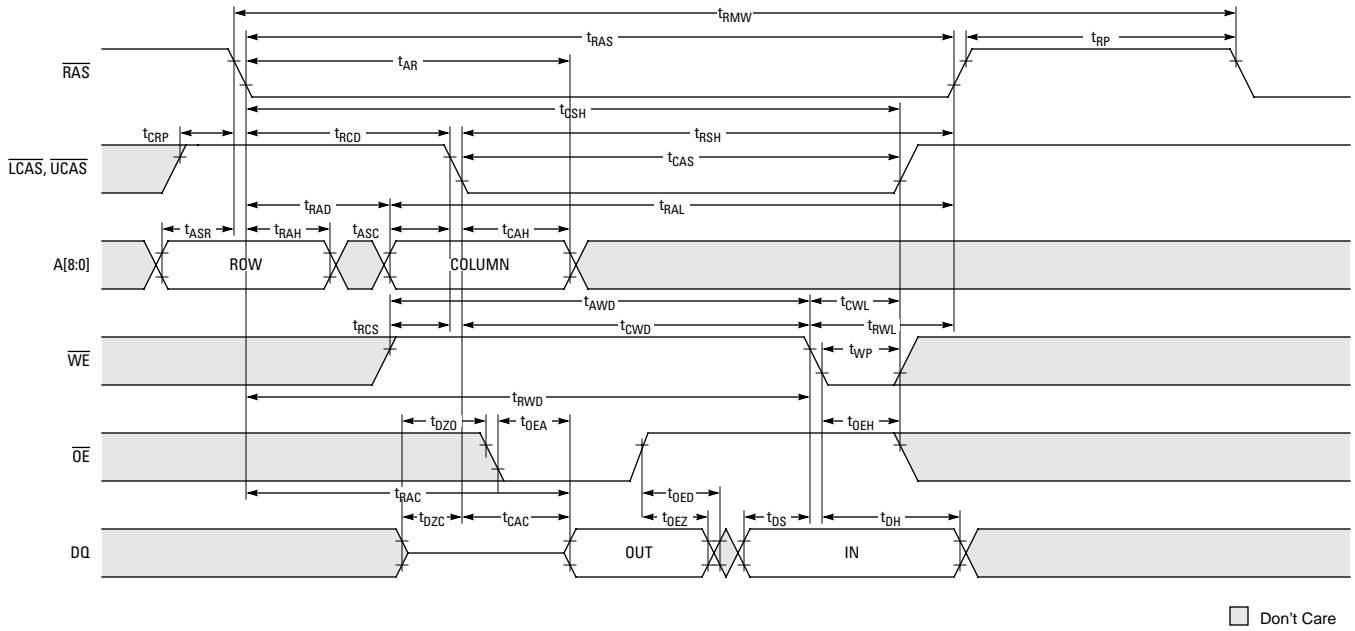 tRMW
tRAS
tRP
RAS
tAR
tCSH
tCRP
tRCD
tRSH
LCAS, UCAS
tCAS
tRAD
tRAL
tASR
tRAH
tASC
tCAH
A[8:0]
ROW
COLUMN
tAWD
tCWL
tRCS
tCWD
tRWL
WE
tWP
tRWD
tDZO
tOEA
tOEH
OE
tRAC
tOED
tDZC
tCAC
tOEZ
tDS
tDH
DQ
OUT
IN
Don't Care